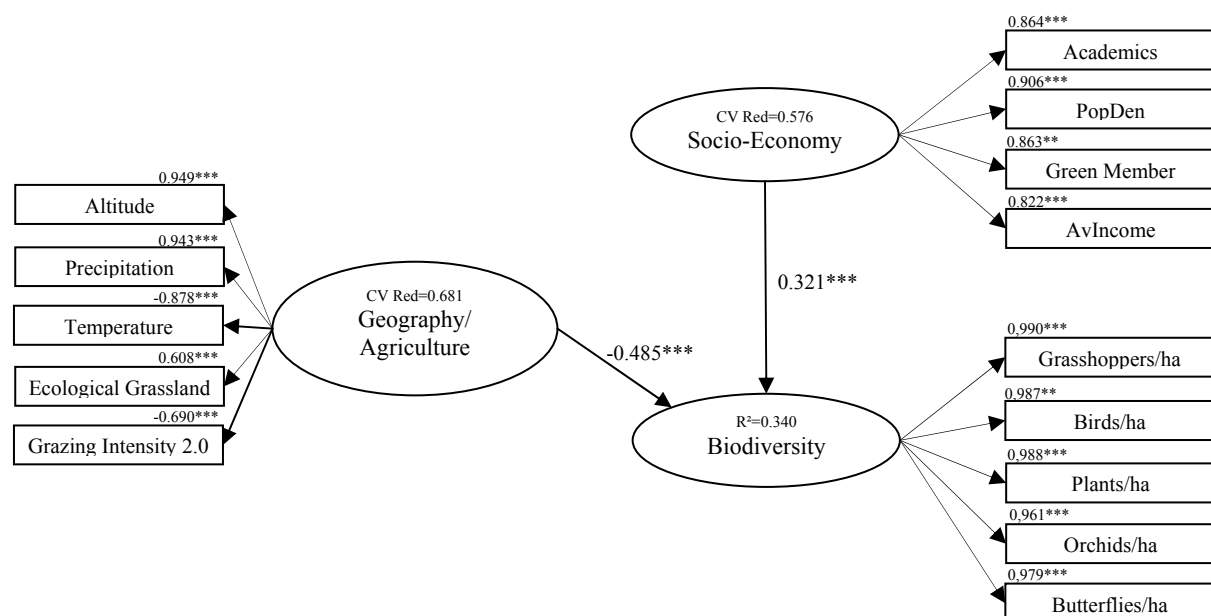 0.949***
Altitude
0.943***
Precipitation
-0.878***
Temperature
0.608***
Ecological Grassland
-0.690***
Grazing Intensity 2.0
CV Red=0.681
Geography/
Agriculture
-0.485***
CV Red=0.576
Socio-Economy
0.321***
R²=0.340
Biodiversity
0.864***
Academics
0.906***
PopDen
0.863**
Green Member
0.822***
AvIncome
0,990***
Grasshoppers/ha
0,987**
Birds/ha
0,988***
Plants/ha
0,961***
Orchids/ha
0,979***
Butterflies/ha